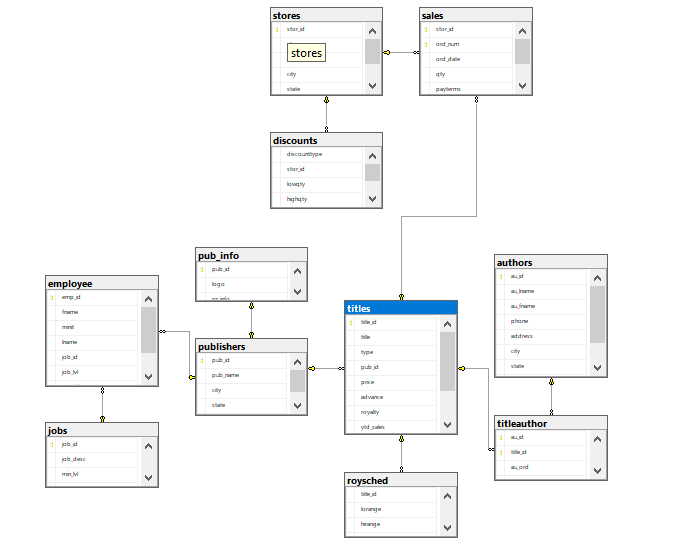 stores
stor_id
stores
city
state
sales
stor_id
ord_num
ord_date
qty
payterms
discounts
discounttype
stor_id
lowqty
highqty
pub_info
pub_id
logo
pr_info
employee
emp_id
fname
minit
lname
job_id
job_lvl
publishers
pub_id
pub_name
city
state
titles
title_id
title
type
pub_id
price
advance
royalty
ytd_sales
authors
au_id
au_lname
au_fname
phone
address
city
state
jobs
job_id
job_desc
min_lvl
titleauthor
au_id
title_id
au_ord
roysched
title_id
lorange
hirange